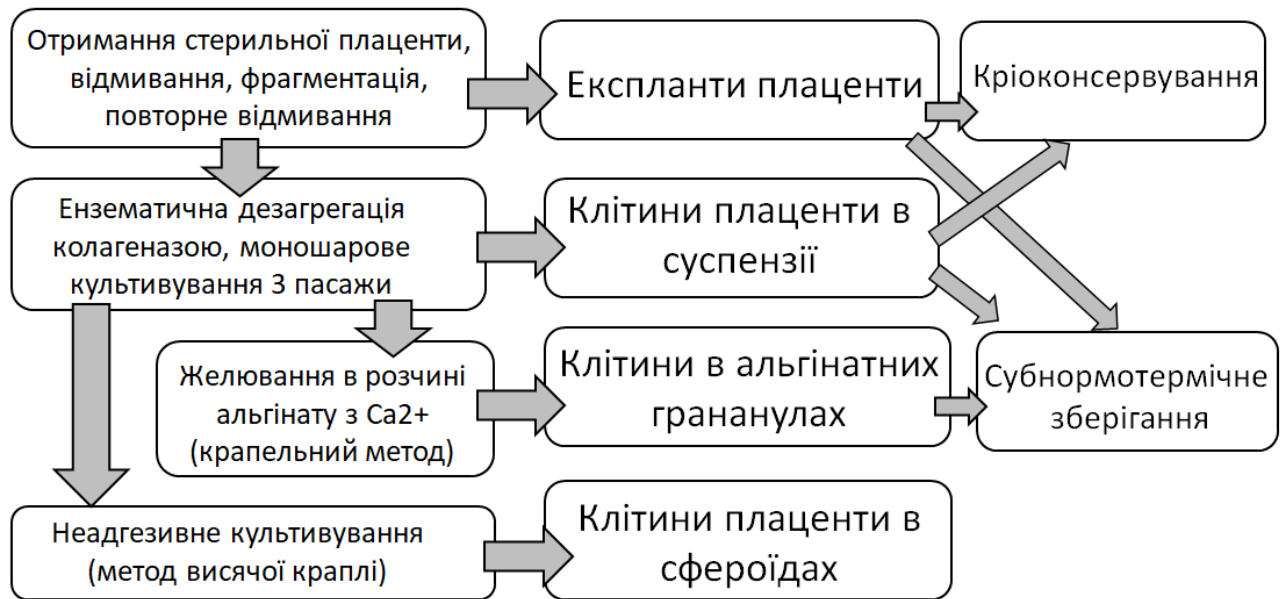 Отримання стерильної плаценти,
відмивання, фрагментація,
повторне відмивання
Експланти плаценти
Кріоконсервування
Ензематична дезагрегація
колагеназою, моношарове
культивування 3 пасажи
Клітини плаценти в
суспензії
Желювання в розчині
альгінату з Ca2+
(крапельний метод)
Клітини в альгінатних
грананулах
Субнормотермічне
зберігання
Неадгезивне культивування
(метод висячої краплі)
Клітини плаценти в
сфероїдах